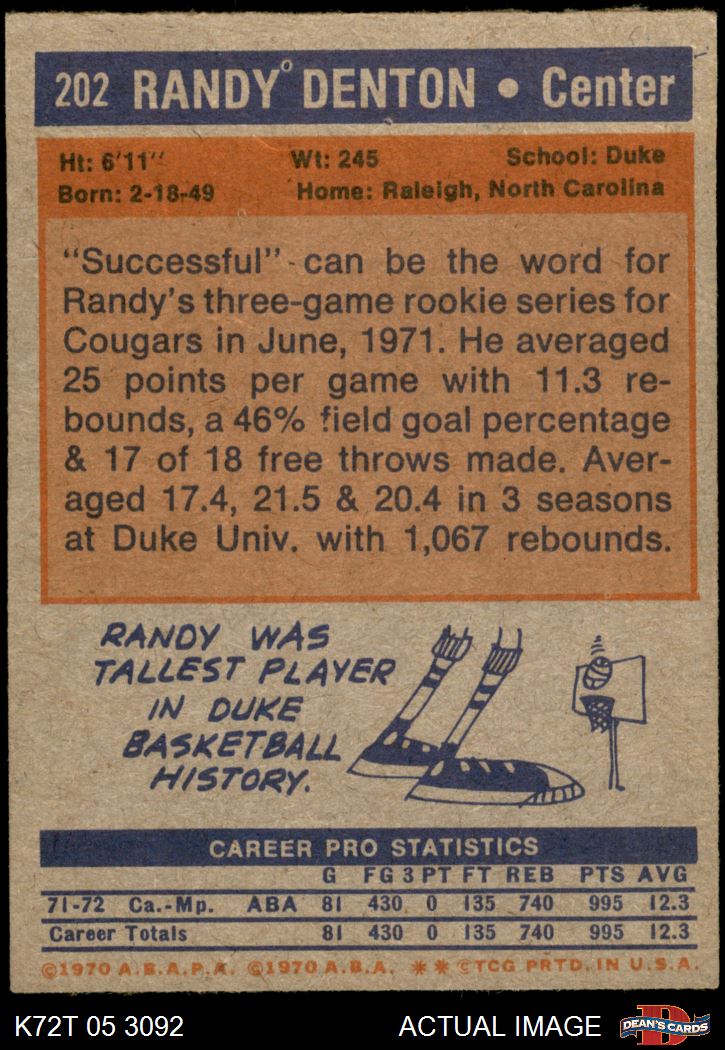 202 RANDY DENTON • Center
Ht: 6'11" Wt: 245 School: Duke
Born: 2-18-49 Home: Raleigh, North Carolina
"Successful" can be the word for
Randy's three-game rookie series for
Cougars in June, 1971. He averaged
25 points per game with 11.3 re-
bounds, a 46% field goal percentage
& 17 of 18 free throws made. Aver-
aged 17.4, 21.5 & 20.4 in 3 seasons
at Duke Univ. with 1,067 rebounds.
RANDY WAS
TALLEST PLAYER
IN DUKE
BASKETBALL
HISTORY.
CAREER PRO STATISTICS
G FG 3 PT FT REB PTS AVG
71-72 Ca.-Mp. ABA 81 430 0 135 740 995 12.3
Career Totals 81 430 0 135 740 995 12.3
©1970 A.B.A.P.A. ©1970 A.B.A. ** ©TCG PRTD. IN U.S.A.
K72T 05 3092 ACTUAL IMAGE DEAN'S CARDS